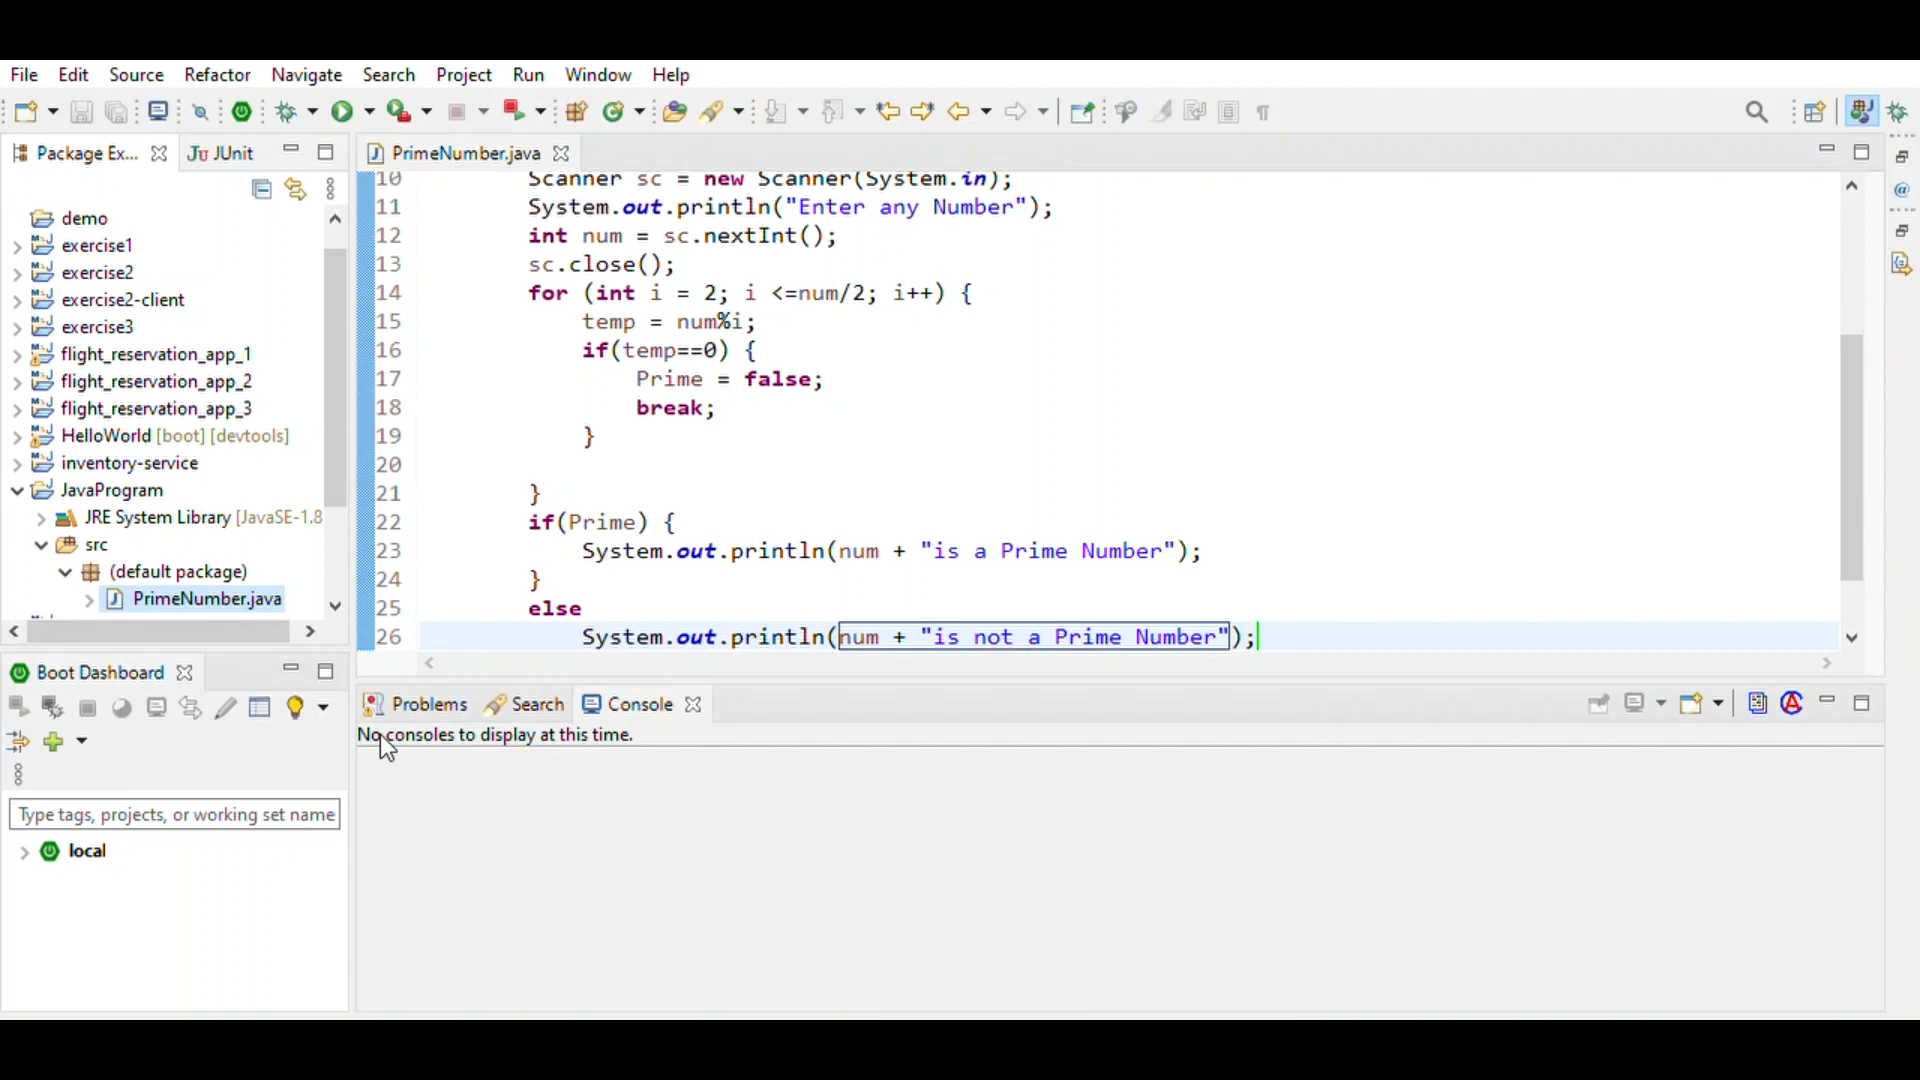 File Edit Source Refactor Navigate Search Project Run Window Help
Package Ex... JUnit
PrimeNumber.java
demo
exercise1
exercise2
exercise2-client
exercise3
flight_reservation_app_1
flight_reservation_app_2
flight_reservation_app_3
HelloWorld [boot] [devtools]
inventory-service
JavaProgram
JRE System Library [JavaSE-1.8
src
(default package)
PrimeNumber.java
10 Scanner sc = new Scanner(System.in);
11 System.out.println("Enter any Number");
12 int num = sc.nextInt();
13 sc.close();
14 for (int i = 2; i <=num/2; i++) {
15 temp = num%i;
16 if(temp==0) {
17 Prime = false;
18 break;
19 }
20
21 }
22 if(Prime) {
23 System.out.println(num + "is a Prime Number");
24 }
25 else
26 System.out.println(num + "is not a Prime Number");
Boot Dashboard
Type tags, projects, or working set name
local
Problems Search Console
No consoles to display at this time.